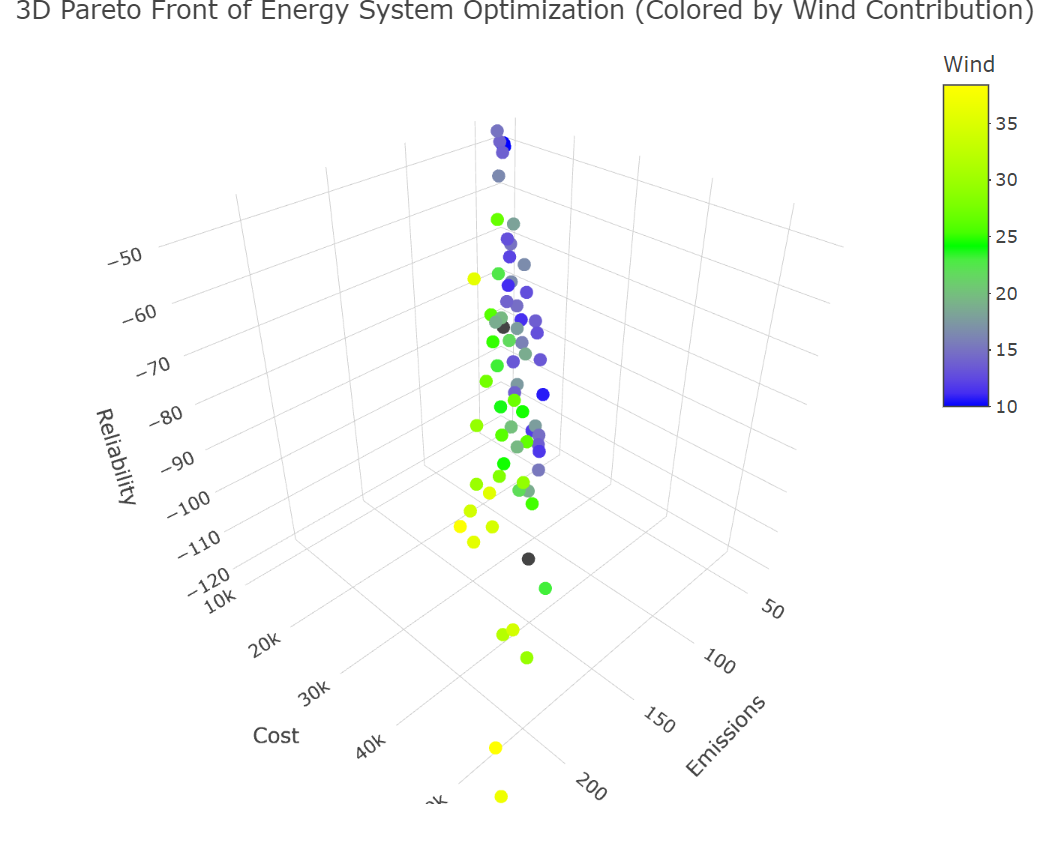 3D Pareto Front of Energy System Optimization (Colored by Wind Contribution)
Wind
35
30
25
20
15
10
−50
−60
−70
−80
−90
−100
−110
−120
Reliability
10k
20k
30k
40k
Cost
50
100
150
200
Emissions